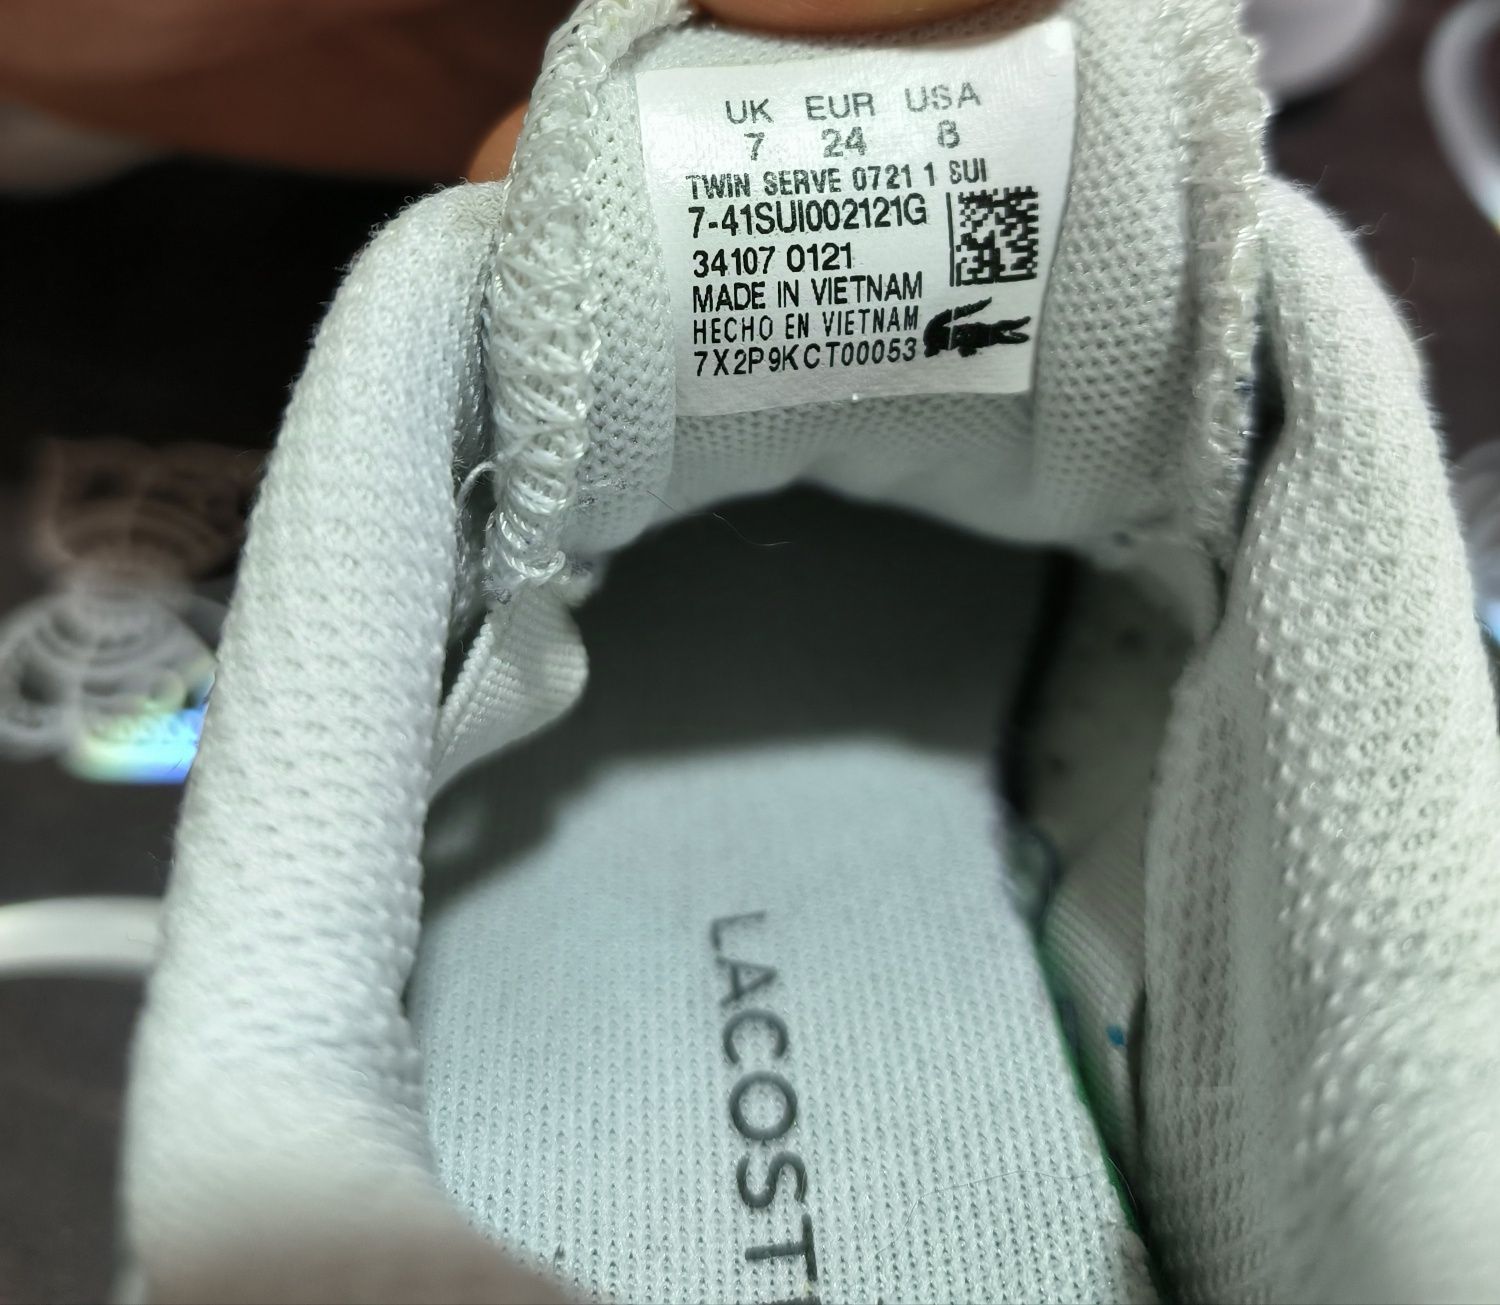 UK EUR USA
7 24 8
TWIN SERVE 0721 1 SUI
7-41SUI002121G
34107 0121
MADE IN VIETNAM
HECHO EN VIETNAM
7X2P9KCT00053
LACOST